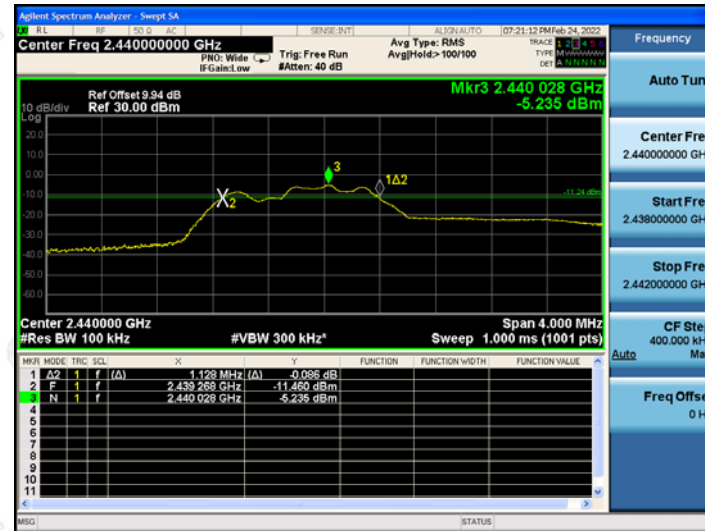 Agilent Spectrum Analyzer - Swept SA
RL RF 50 Ω AC SENSE:INT ALIGN AUTO 07:21:12 PM Feb 24, 2022
Center Freq 2.440000000 GHz
PNO: Wide
IFGain:Low
Trig: Free Run
#Atten: 40 dB
Avg Type: RMS
Avg|Hold:>100/100
TRACE 1 2 3 4 5 6
TYPE M
DET A N N N N N
Ref Offset 9.94 dB
Ref 30.00 dBm
10 dB/div
Log
Mkr3 2.440 028 GHz
-5.235 dBm
20.0
10.0
0.00
-10.0
-20.0
-30.0
-40.0
-50.0
-60.0
3
1Δ2
2
-11.24 dBm
Center 2.440000 GHz
Span 4.000 MHz
#Res BW 100 kHz
#VBW 300 kHz*
Sweep 1.000 ms (1001 pts)
MKR MODE TRC SCL X Y FUNCTION FUNCTION WIDTH FUNCTION VALUE
1 Δ2 1 f (Δ) 1.128 MHz (Δ) -0.086 dB
2 F 1 f 2.439 268 GHz -11.460 dBm
3 N 1 f 2.440 028 GHz -5.235 dBm
4
5
6
7
8
9
10
11
MSG
STATUS
Frequency
Auto Tun
Center Fre
2.440000000 GH
Start Fre
2.438000000 GH
Stop Fre
2.442000000 GH
CF Ste
400.000 kH
Auto Ma
Freq Offse
0 H